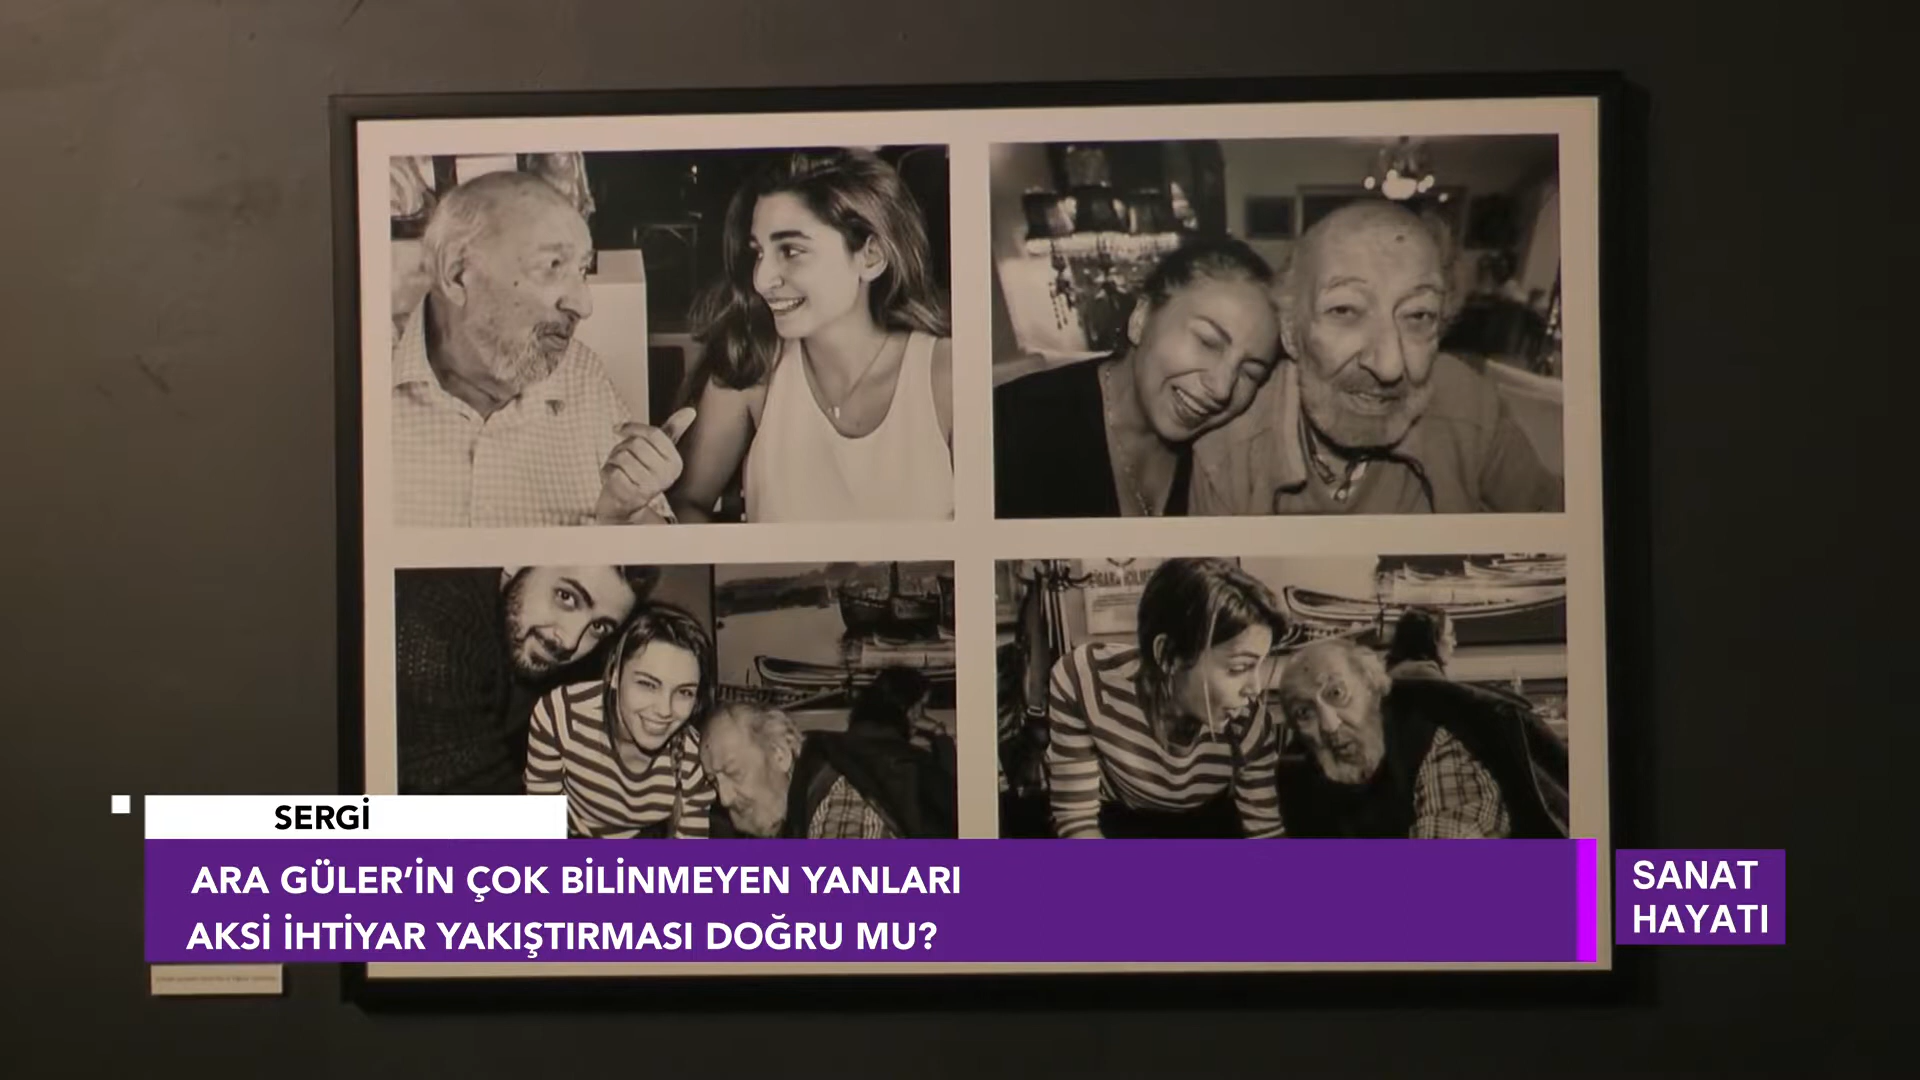 SERGİ
ARA GÜLER’İN ÇOK BİLİNMEYEN YANLARI
AKSİ İHTİYAR YAKIŞTIRMASI DOĞRU MU?
SANAT
HAYATI